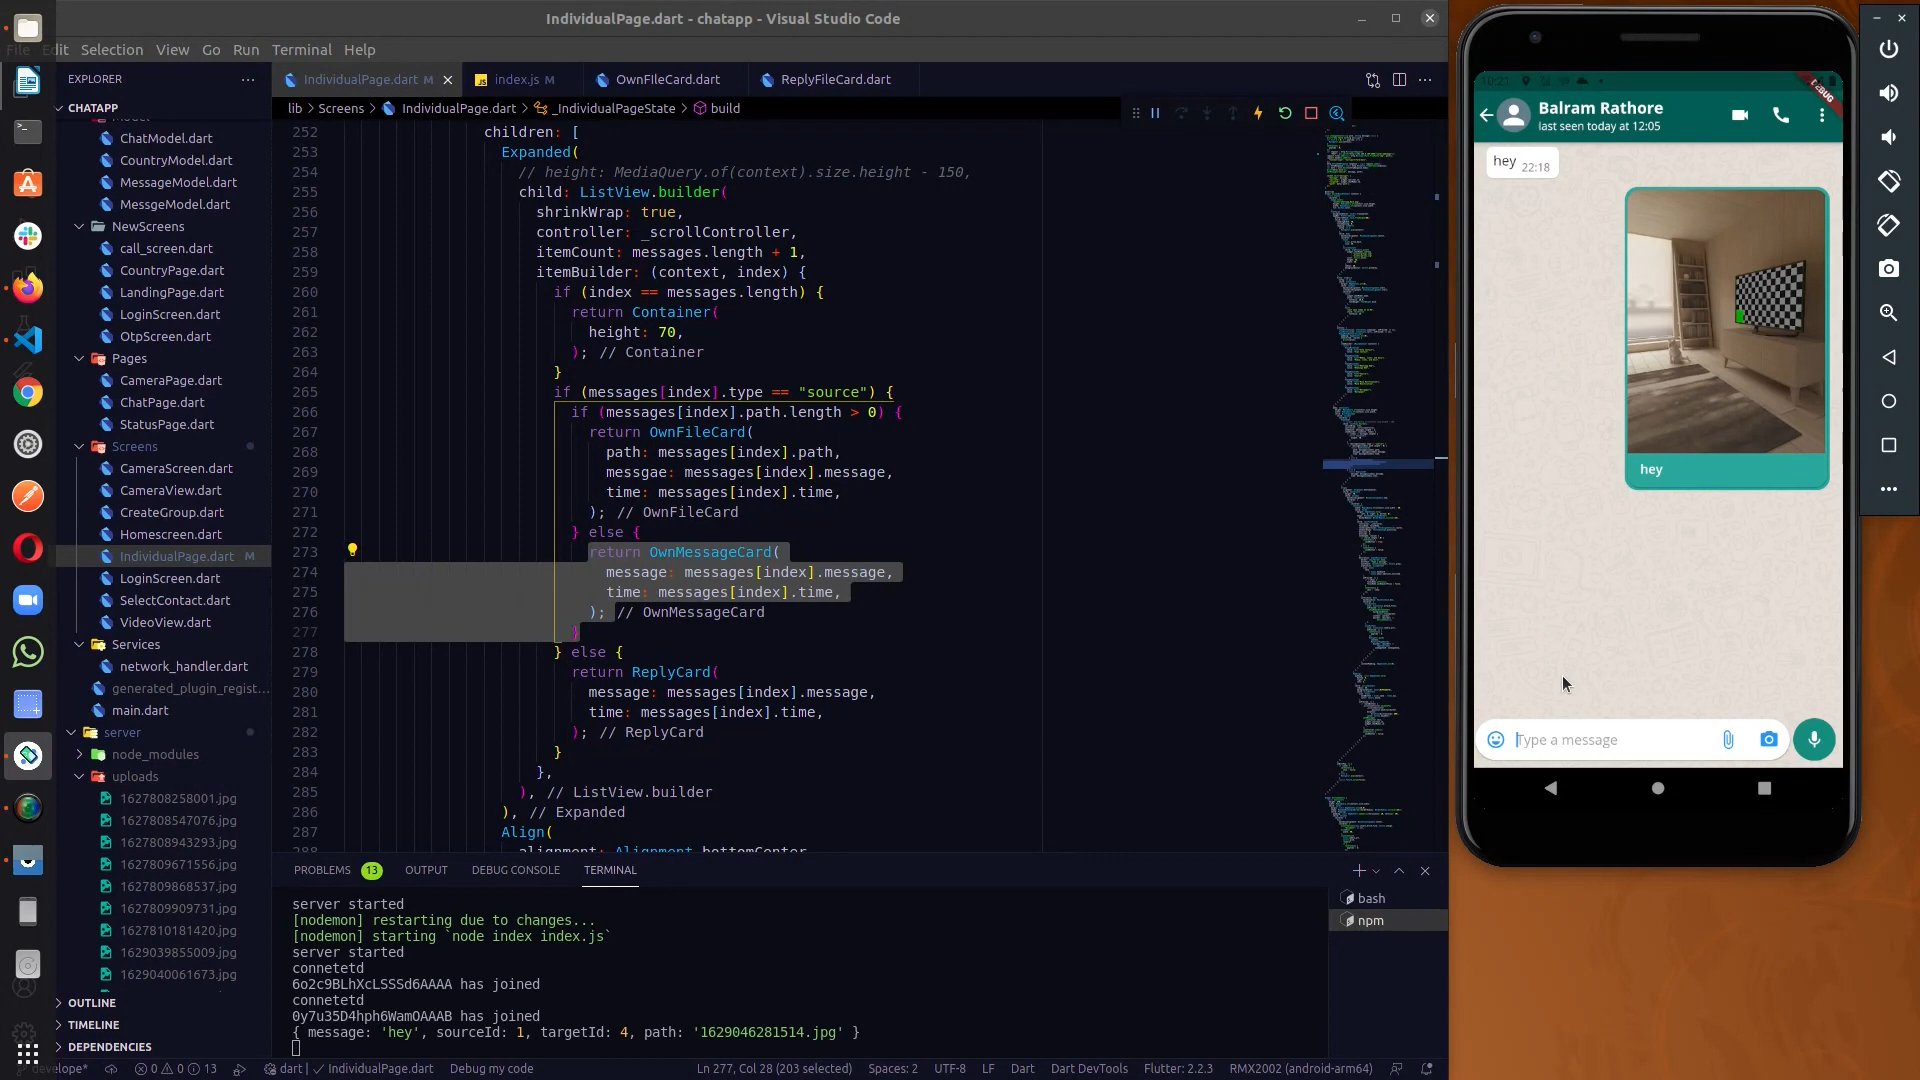 IndividualPage.dart - chatapp - Visual Studio Code
File Edit Selection View Go Run Terminal Help
EXPLORER
CHATAPP
ChatModel.dart
CountryModel.dart
MessageModel.dart
MessgeModel.dart
NewScreens
call_screen.dart
CountryPage.dart
LandingPage.dart
LoginScreen.dart
OtpScreen.dart
Pages
CameraPage.dart
ChatPage.dart
StatusPage.dart
Screens
CameraScreen.dart
CameraView.dart
CreateGroup.dart
Homescreen.dart
IndividualPage.dart M
LoginScreen.dart
SelectContact.dart
VideoView.dart
Services
network_handler.dart
generated_plugin_regist...
main.dart
server
node_modules
uploads
1627808258001.jpg
1627808547076.jpg
1627808943293.jpg
1627809671556.jpg
1627809868537.jpg
1627809909731.jpg
1627810181420.jpg
1629039855009.jpg
1629040061673.jpg
OUTLINE
TIMELINE
DEPENDENCIES
IndividualPage.dart M
index.js M
OwnFIleCard.dart
ReplyFileCard.dart
lib > Screens > IndividualPage.dart > _IndividualPageState > build
252 children: [
253 Expanded(
254 // height: MediaQuery.of(context).size.height - 150,
255 child: ListView.builder(
256 shrinkWrap: true,
257 controller: _scrollController,
258 itemCount: messages.length + 1,
259 itemBuilder: (context, index) {
260 if (index == messages.length) {
261 return Container(
262 height: 70,
263 ); // Container
264 }
265 if (messages[index].type == "source") {
266 if (messages[index].path.length > 0) {
267 return OwnFileCard(
268 path: messages[index].path,
269 messgae: messages[index].message,
270 time: messages[index].time,
271 ); // OwnFileCard
272 } else {
273 return OwnMessageCard(
274 message: messages[index].message,
275 time: messages[index].time,
276 ); // OwnMessageCard
277 }
278 } else {
279 return ReplyCard(
280 message: messages[index].message,
281 time: messages[index].time,
282 ); // ReplyCard
283 }
284 },
285 ), // ListView.builder
286 ), // Expanded
287 Align(
288 alignment: Alignment.bottomCenter
PROBLEMS 13 OUTPUT DEBUG CONSOLE TERMINAL
server started
[nodemon] restarting due to changes...
[nodemon] starting `node index index.js`
server started
connetetd
6o2c9BLhXcLSSSd6AAAA has joined
connetetd
0y7u35D4hph6WamOAAAB has joined
{ message: 'hey', sourceId: 1, targetId: 4, path: '1629046281514.jpg' }
bash
npm
develope* 0 0 13 dart | IndividualPage.dart Debug my code Ln 277, Col 28 (203 selected) Spaces: 2 UTF-8 LF Dart Dart DevTools Flutter: 2.2.3 RMX2002 (android-arm64)
10:21
DEBUG
Balram Rathore
last seen today at 12:05
hey 22:18
hey
Type a message